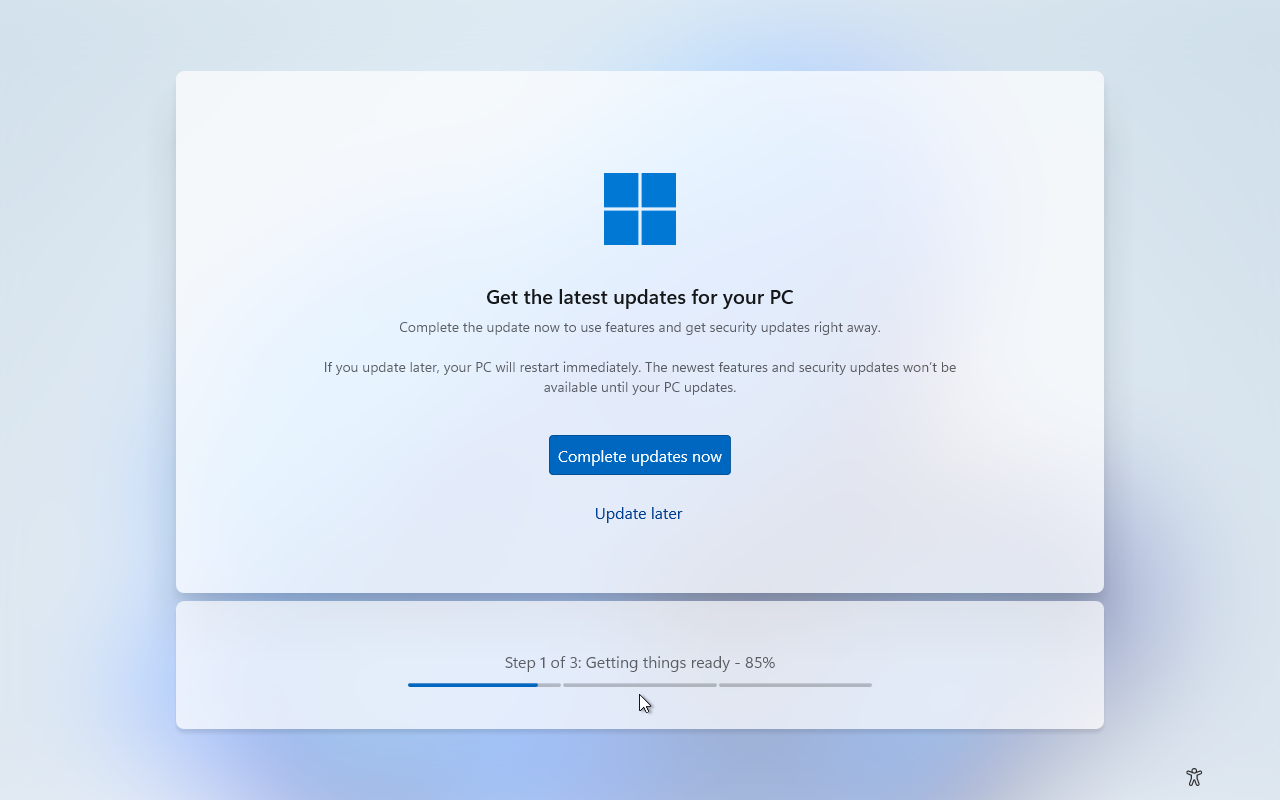 Get the latest updates for your PC
Complete the update now to use features and get security updates right away.
If you update later, your PC will restart immediately. The newest features and security updates won't be
available until your PC updates.
Complete updates now
Update later
Step 1 of 3: Getting things ready - 85%